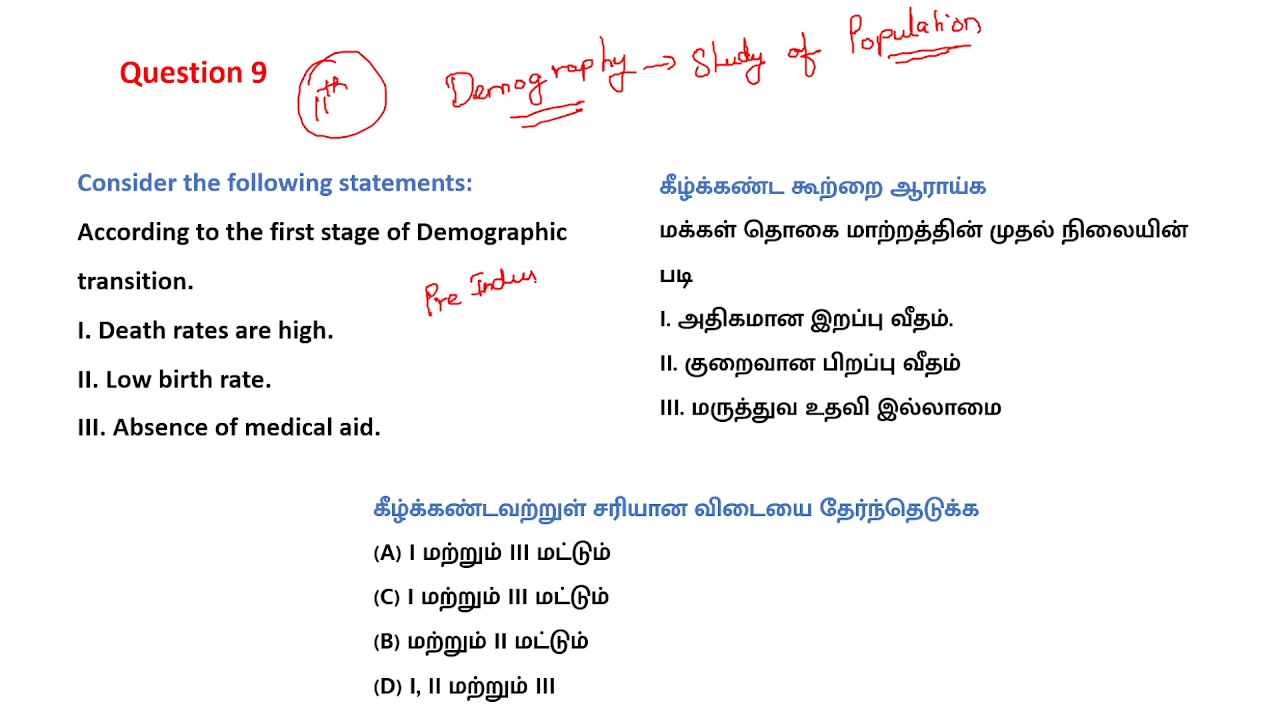 Question 9
11th
Demography → Study of Population
Consider the following statements:
According to the first stage of Demographic
transition.
Pre Indus
I. Death rates are high.
II. Low birth rate.
III. Absence of medical aid.
கீழ்க்கண்ட கூற்றை ஆராய்க
மக்கள் தொகை மாற்றத்தின் முதல் நிலையின்
படி
I. அதிகமான இறப்பு வீதம்.
II. குறைவான பிறப்பு வீதம்
III. மருத்துவ உதவி இல்லாமை
கீழ்க்கண்டவற்றுள் சரியான விடையை தேர்ந்தெடுக்க
(A) I மற்றும் III மட்டும்
(C) I மற்றும் III மட்டும்
(B) மற்றும் II மட்டும்
(D) I, II மற்றும் III